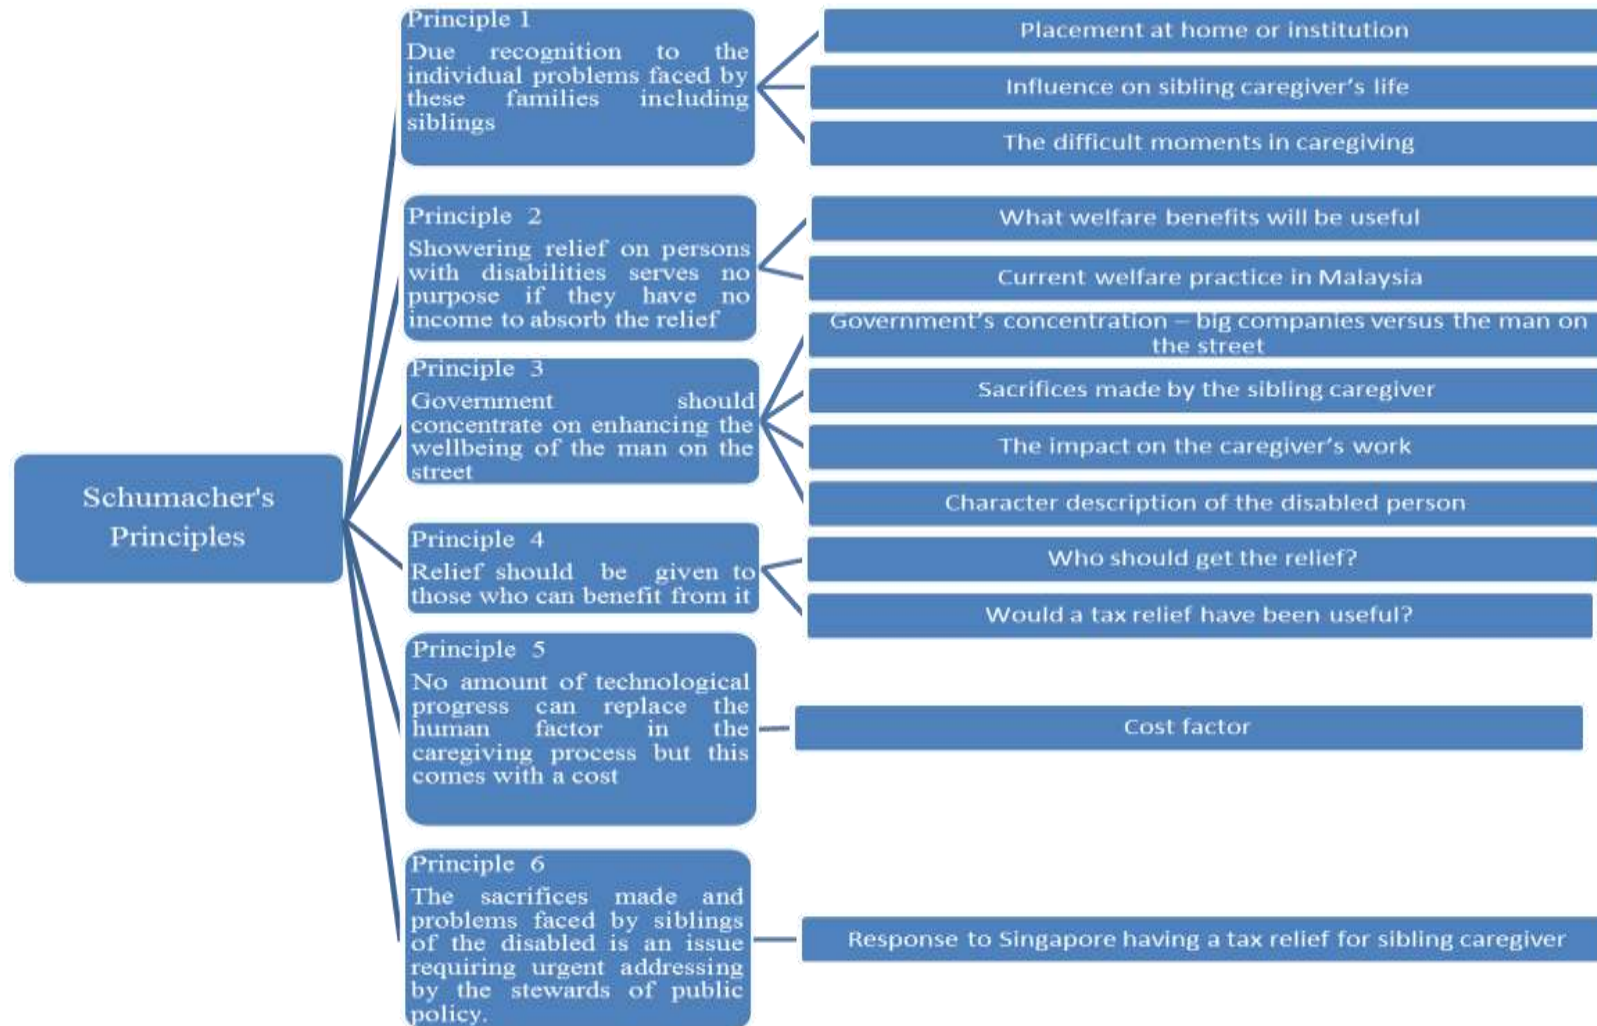 Schumacher's
Principles
Principle 1
Due recognition to the
individual problems faced by
these families including
siblings
Placement at home or institution
Influence on sibling caregiver's life
The difficult moments in caregiving
Principle 2
Showering relief on persons
with disabilities serves no
purpose if they have no
income to absorb the relief
What welfare benefits will be useful
Current welfare practice in Malaysia
Principle 3
Government should
concentrate on enhancing the
wellbeing of the man on the
street
Government's concentration – big companies versus the man on
the street
Sacrifices made by the sibling caregiver
The impact on the caregiver's work
Character description of the disabled person
Principle 4
Relief should be given to
those who can benefit from it
Who should get the relief?
Would a tax relief have been useful?
Principle 5
No amount of technological
progress can replace the
human factor in the
caregiving process but this
comes with a cost
Cost factor
Principle 6
The sacrifices made and
problems faced by siblings
of the disabled is an issue
requiring urgent addressing
by the stewards of public
policy.
Response to Singapore having a tax relief for sibling caregiver